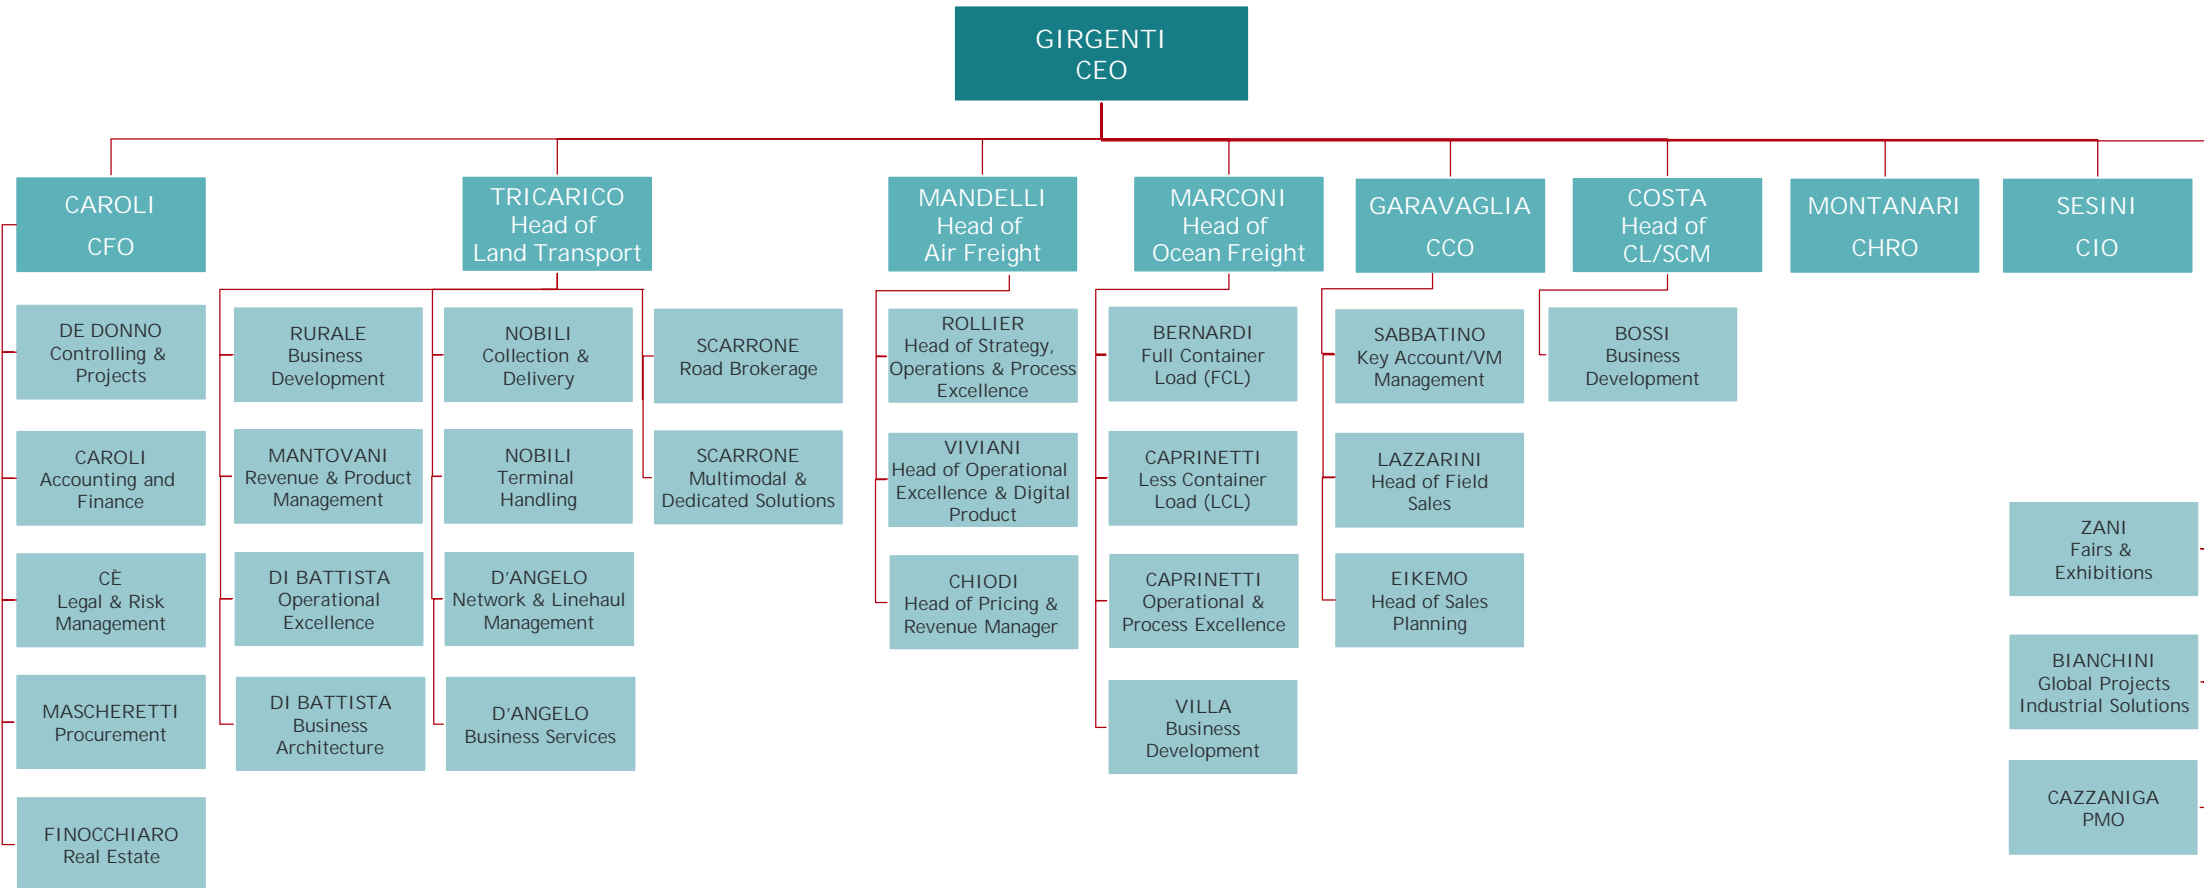 GIRGENTI
CEO
CAROLI
CFO
TRICARICO
Head of
Land Transport
MANDELLI
Head of
Air Freight
MARCONI
Head of
Ocean Freight
GARAVAGLIA
CCO
COSTA
Head of
CL/SCM
MONTANARI
CHRO
SESINI
CIO
DE DONNO
Controlling &
Projects
CAROLI
Accounting and
Finance
CÈ
Legal & Risk
Management
MASCHERETTI
Procurement
FINOCCHIARO
Real Estate
RURALE
Business
Development
MANTOVANI
Revenue & Product
Management
DI BATTISTA
Operational
Excellence
DI BATTISTA
Business
Architecture
NOBILI
Collection &
Delivery
NOBILI
Terminal
Handling
D'ANGELO
Network & Linehaul
Management
D'ANGELO
Business Services
SCARRONE
Road Brokerage
SCARRONE
Multimodal &
Dedicated Solutions
ROLLIER
Head of Strategy,
Operations & Process
Excellence
VIVIANI
Head of Operational
Excellence & Digital
Product
CHIODI
Head of Pricing &
Revenue Manager
BERNARDI
Full Container
Load (FCL)
CAPRINETTI
Less Container
Load (LCL)
CAPRINETTI
Operational &
Process Excellence
VILLA
Business
Development
SABBATINO
Key Account/VM
Management
LAZZARINI
Head of Field
Sales
EIKEMO
Head of Sales
Planning
BOSSI
Business
Development
ZANI
Fairs &
Exhibitions
BIANCHINI
Global Projects
Industrial Solutions
CAZZANIGA
PMO